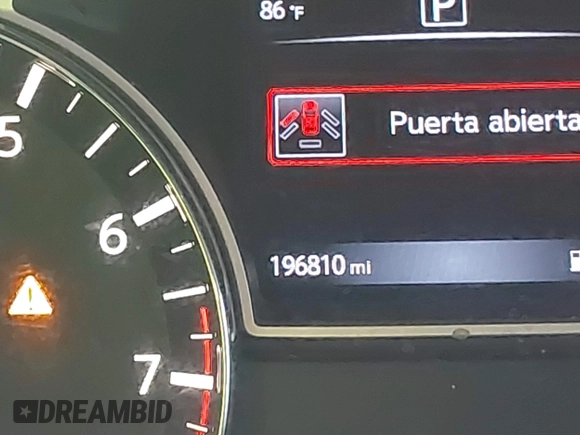 86 °F
P
Puerta abierta
5
6
196810 mi
7
DREAMBID